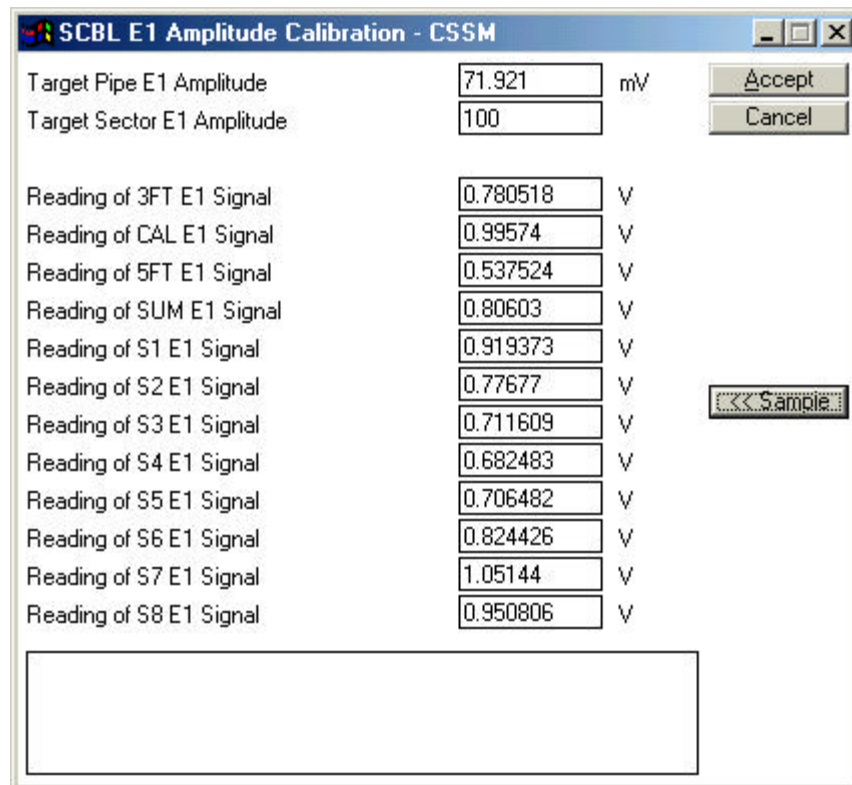 SCBL E1 Amplitude Calibration - CSSM
Target Pipe E1 Amplitude 71.921 mV Accept
Target Sector E1 Amplitude 100 Cancel
Reading of 3FT E1 Signal 0.780518 V
Reading of CAL E1 Signal 0.99574 V
Reading of 5FT E1 Signal 0.537524 V
Reading of SUM E1 Signal 0.80603 V
Reading of S1 E1 Signal 0.919373 V
Reading of S2 E1 Signal 0.77677 V
<< Sample
Reading of S3 E1 Signal 0.711609 V
Reading of S4 E1 Signal 0.682483 V
Reading of S5 E1 Signal 0.706482 V
Reading of S6 E1 Signal 0.824426 V
Reading of S7 E1 Signal 1.05144 V
Reading of S8 E1 Signal 0.950806 V